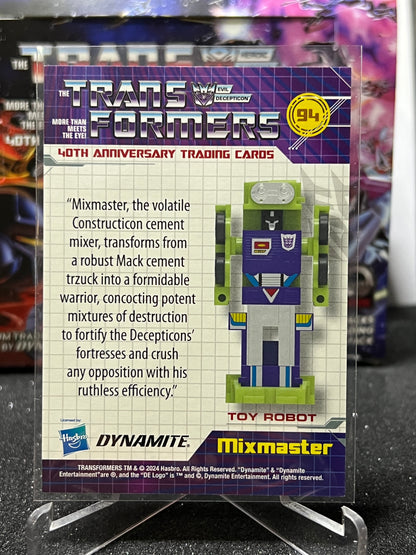 THE TRANSFORMERS
EVIL DECEPTICON
MORE THAN MEETS THE EYE!
94
40TH ANNIVERSARY TRADING CARDS
"Mixmaster, the volatile
Constructicon cement
mixer, transforms from
a robust Mack cement
trzuck into a formidable
warrior, concocting potent
mixtures of destruction
to fortify the Decepticons'
fortresses and crush
any opposition with his
ruthless efficiency."
TOY ROBOT
Licensed by:
Hasbro
DYNAMITE®
Mixmaster
TRANSFORMERS TM & © 2024 Hasbro. All Rights Reserved. "Dynamite" & "Dynamite
Entertainment" are ®, and the "DE Logo" is ™ and ©, Dynamite Entertainment. All rights reserved.